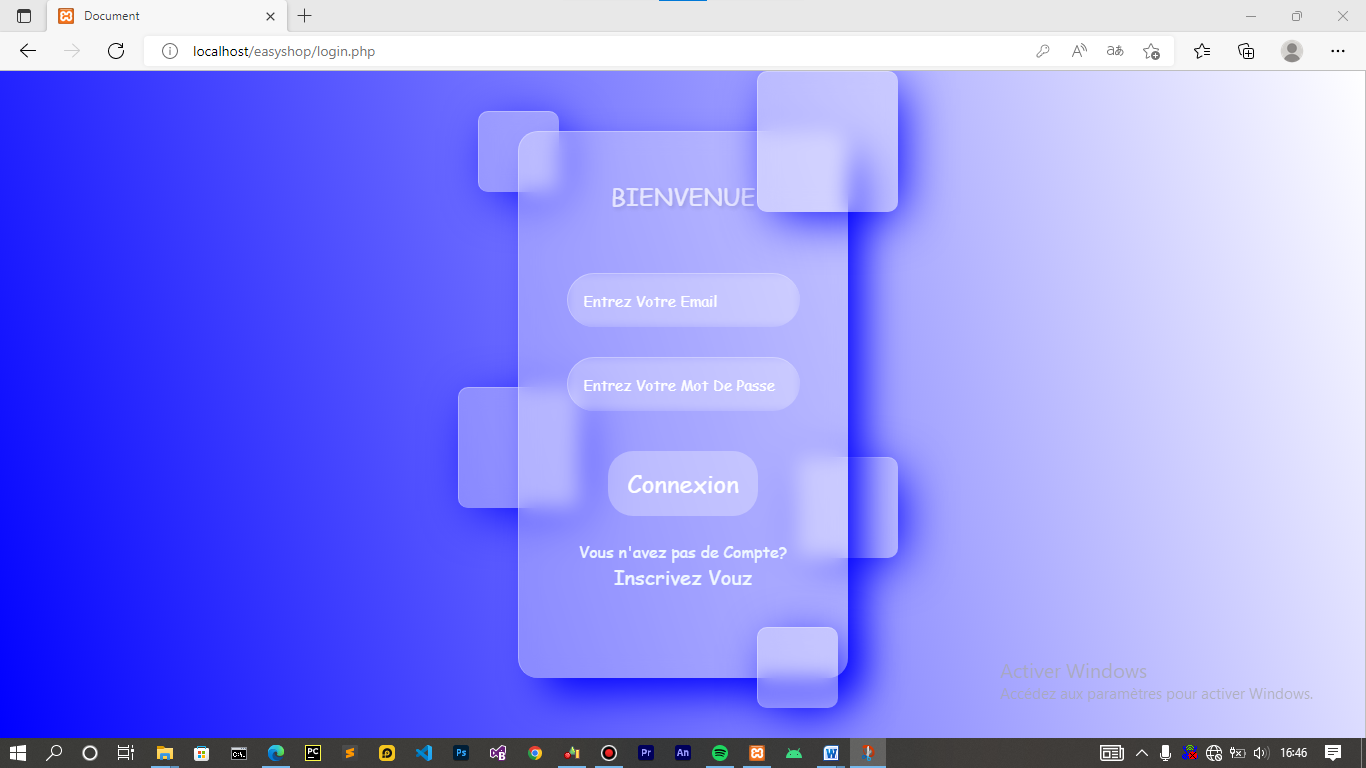 Document
localhost/easyshop/login.php
BIENVENUE
Entrez Votre Email
Entrez Votre Mot De Passe
Connexion
Vous n'avez pas de Compte?
Inscrivez Vouz
Activer Windows
Accédez aux paramètres pour activer Windows.
16:46